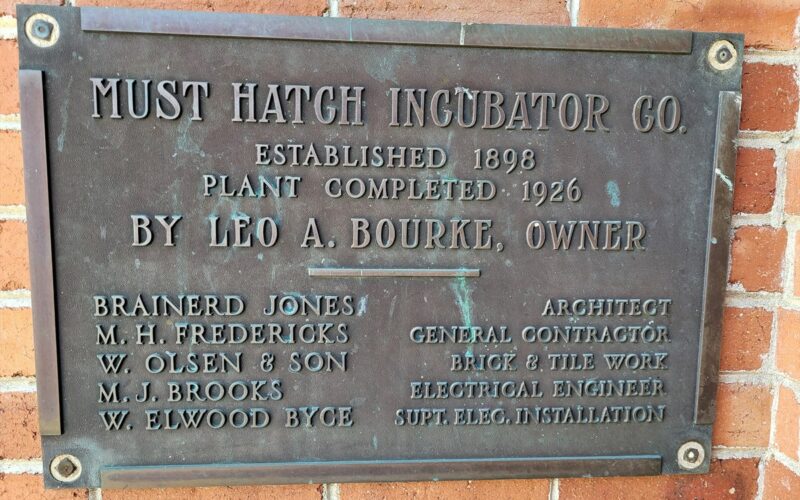 MUST HATCH INCUBATOR CO.
ESTABLISHED 1898
PLANT COMPLETED 1926
BY LEO A. BOURKE, OWNER
BRAINERD JONES ARCHITECT
M. H. FREDERICKS GENERAL CONTRACTOR
W. OLSEN & SON BRICK & TILE WORK
M. J. BROOKS ELECTRICAL ENGINEER
W. ELWOOD BYCE SUPT. ELEC. INSTALLATION